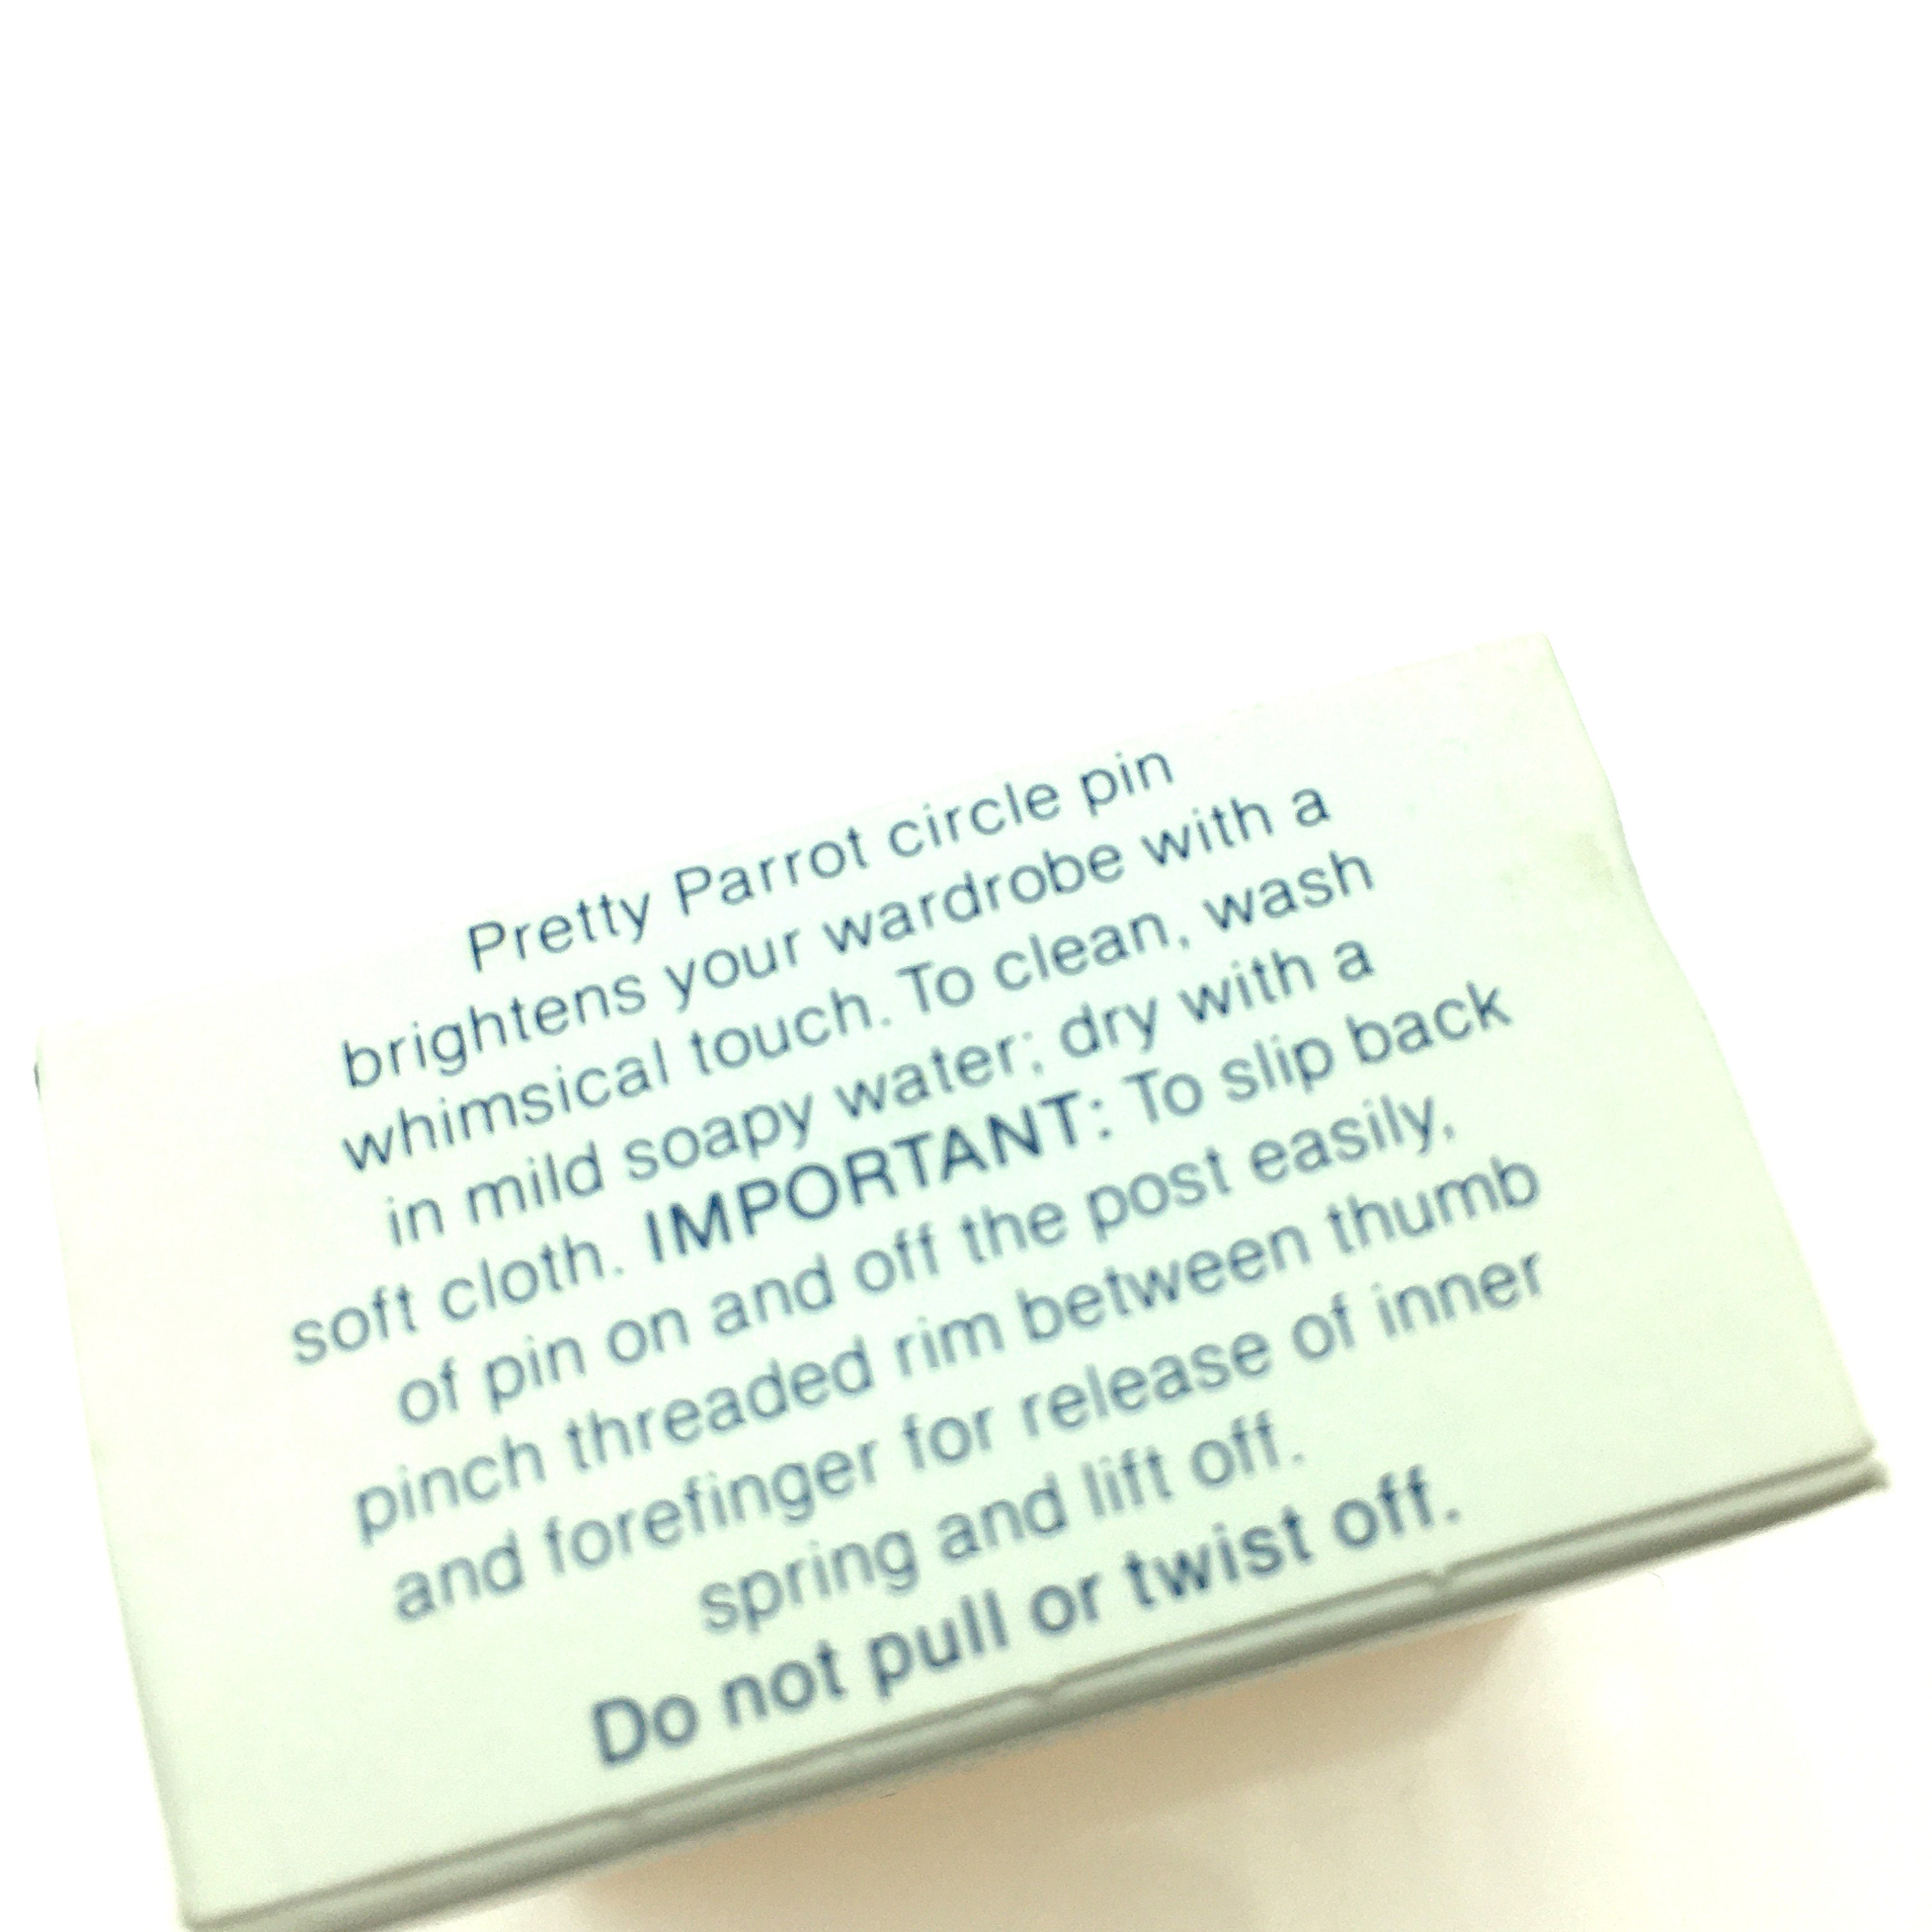 Pretty Parrot circle pin
brightens your wardrobe with a
whimsical touch. To clean, wash
in mild soapy water; dry with a
soft cloth. IMPORTANT: To slip back
of pin on and off the post easily,
pinch threaded rim between thumb
and forefinger for release of inner
spring and lift off.
Do not pull or twist off.